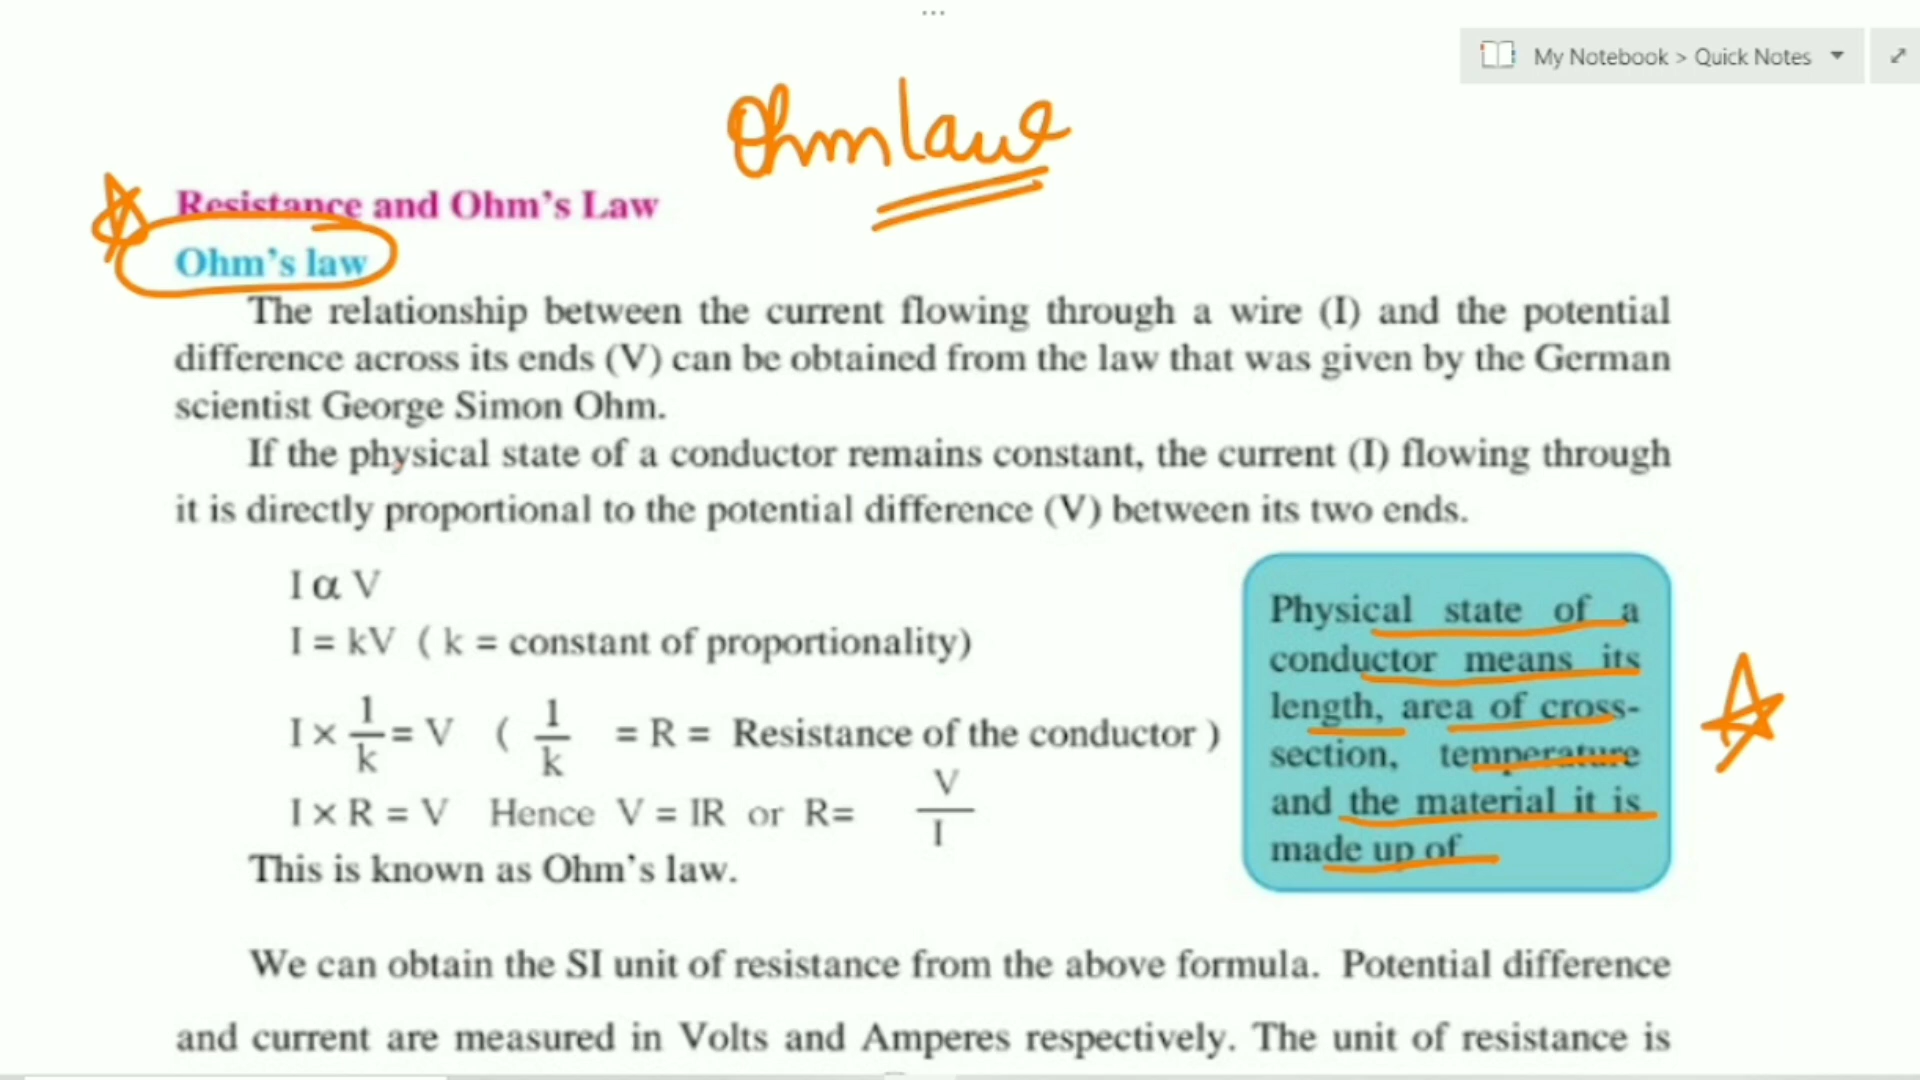 ...
My Notebook > Quick Notes
Ohm lawe
Resistance and Ohm's Law
Ohm's law
The relationship between the current flowing through a wire (I) and the potential
difference across its ends (V) can be obtained from the law that was given by the German
scientist George Simon Ohm.
If the physical state of a conductor remains constant, the current (I) flowing through
it is directly proportional to the potential difference (V) between its two ends.
I α V
I = kV ( k = constant of proportionality)
I × 1/k = V ( 1/k = R = Resistance of the conductor )
I × R = V Hence V = IR or R= V/I
This is known as Ohm's law.
Physical state of a
conductor means its
length, area of cross-
section, temperature
and the material it is
made up of
We can obtain the SI unit of resistance from the above formula. Potential difference
and current are measured in Volts and Amperes respectively. The unit of resistance is